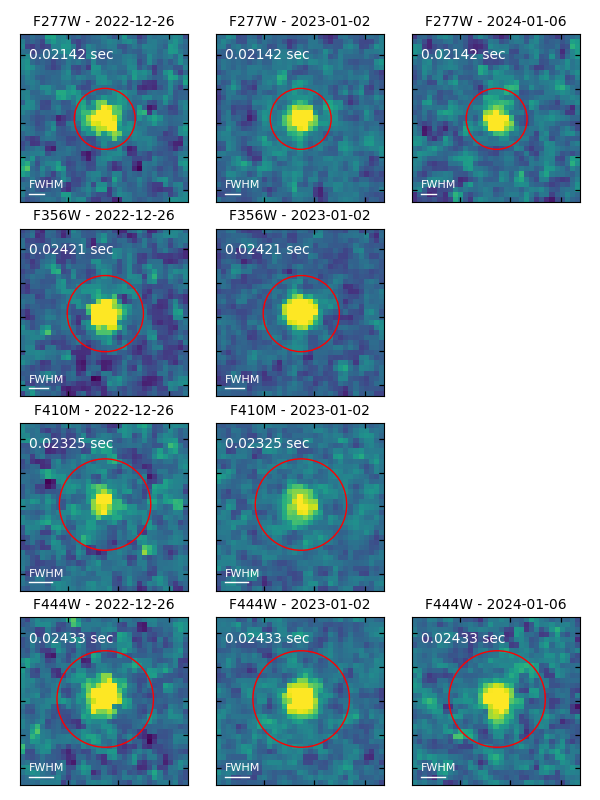 F277W - 2022-12-26
F277W - 2023-01-02
F277W - 2024-01-06
0.02142 sec
0.02142 sec
0.02142 sec
FWHM
FWHM
FWHM
F356W - 2022-12-26
F356W - 2023-01-02
0.02421 sec
0.02421 sec
FWHM
FWHM
F410M - 2022-12-26
F410M - 2023-01-02
0.02325 sec
0.02325 sec
FWHM
FWHM
F444W - 2022-12-26
F444W - 2023-01-02
F444W - 2024-01-06
0.02433 sec
0.02433 sec
0.02433 sec
FWHM
FWHM
FWHM